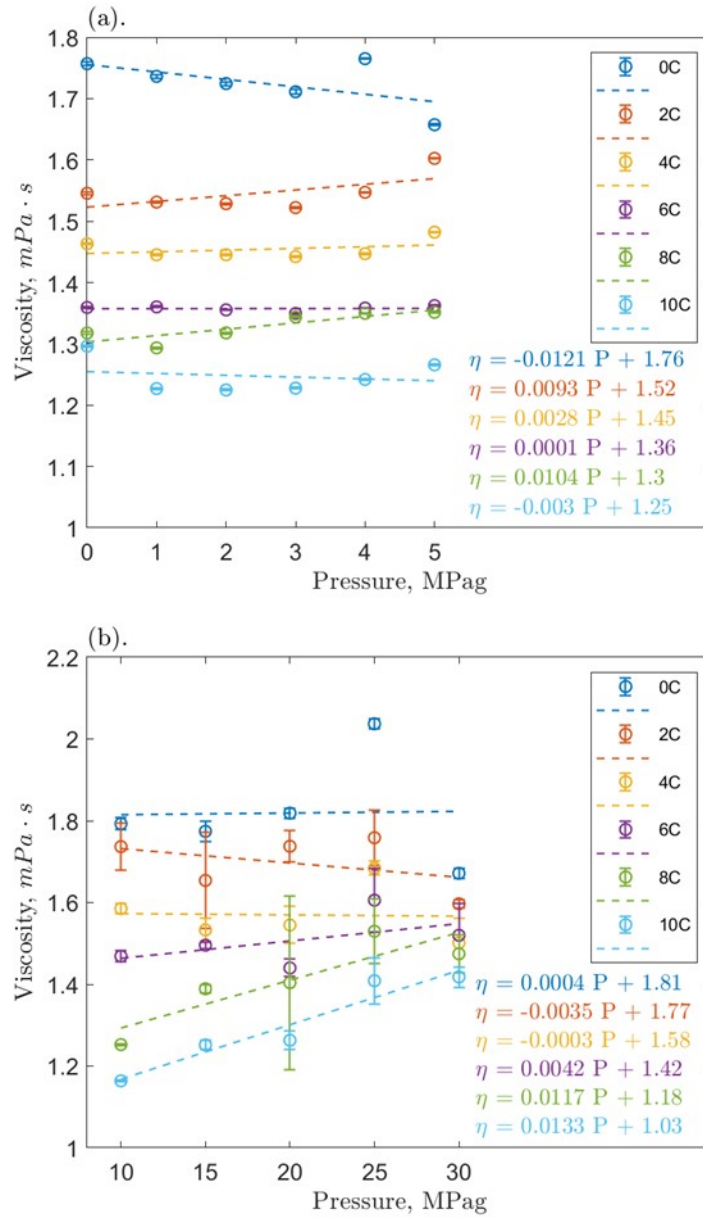 (a).
1.8
1.7
1.6
1.5
1.4
1.3
1.2
1.1
1
Viscosity, mPa · s
0C
2C
4C
6C
8C
10C
η = -0.0121 P + 1.76
η = 0.0093 P + 1.52
η = 0.0028 P + 1.45
η = 0.0001 P + 1.36
η = 0.0104 P + 1.3
η = -0.003 P + 1.25
0 1 2 3 4 5
Pressure, MPag
(b).
2.2
2
1.8
1.6
1.4
1.2
1
Viscosity, mPa · s
0C
2C
4C
6C
8C
10C
η = 0.0004 P + 1.81
η = -0.0035 P + 1.77
η = -0.0003 P + 1.58
η = 0.0042 P + 1.42
η = 0.0117 P + 1.18
η = 0.0133 P + 1.03
10 15 20 25 30
Pressure, MPag